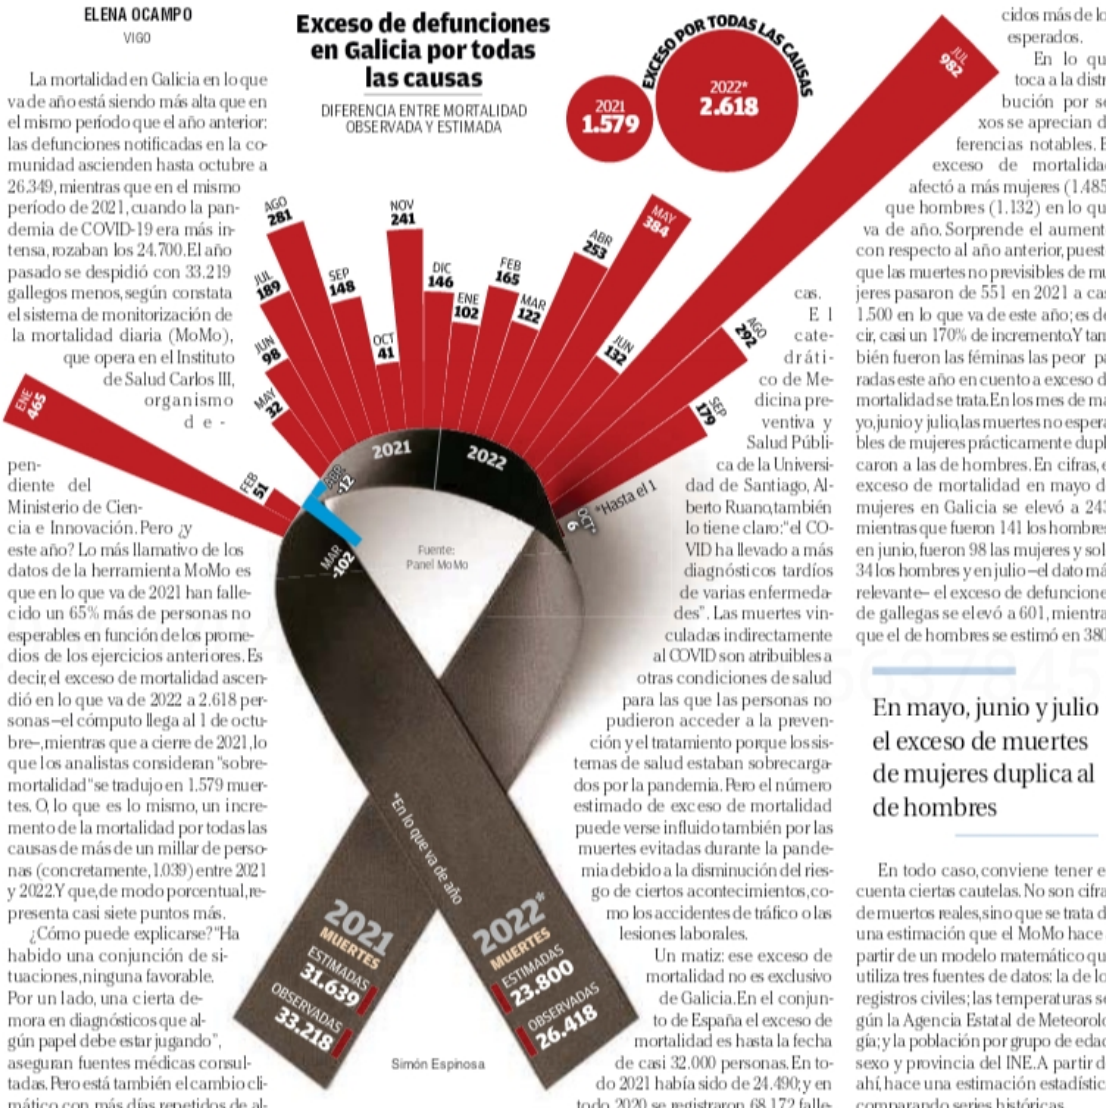 ELENA OCAMPO
VIGO
La mortalidad en Galicia en lo que
va de año está siendo más alta que en
el mismo período que el año anterior:
las defunciones notificadas en la co-
munidad ascienden hasta octubre a
26.349, mientras que en el mismo
período de 2021, cuando la pan-
demia de COVID-19 era más in-
tensa, rozaban los 24.700. El año
pasado se despidió con 33.219
gallegos menos, según constata
el sistema de monitorización de
la mortalidad diaria (MoMo),
que opera en el Instituto
de Salud Carlos III,
organismo
de-
pen-
diente del
Ministerio de Cien-
cia e Innovación. Pero ¿y
este año? Lo más llamativo de los
datos de la herramienta MoMo es
que en lo que va de 2021 han falle-
cido un 65% más de personas no
esperables en función de los prome-
dios de los ejercicios anteriores. Es
decir, el exceso de mortalidad ascen-
dió en lo que va de 2022 a 2.618 per-
sonas —el cómputo llega al 1 de octu-
bre—, mientras que a cierre de 2021, lo
que los analistas consideran "sobre-
mortalidad" se tradujo en 1.579 muer-
tes. O, lo que es lo mismo, un incre-
mento de la mortalidad por todas las
causas de más de un millar de perso-
nas (concretamente, 1.039) entre 2021
y 2022. Y que, de modo porcentual, re-
presenta casi siete puntos más.
¿Cómo puede explicarse? "Ha
habido una conjunción de si-
tuaciones, ninguna favorable.
Por un lado, una cierta de-
mora en diagnósticos que al-
gún papel debe estar jugando",
aseguran fuentes médicas consul-
tadas. Pero está también el cambio cli-
mático con más días repetidos de al-
Exceso de defunciones
en Galicia por todas
las causas
DIFERENCIA ENTRE MORTALIDAD
OBSERVADA Y ESTIMADA
EXCESO POR TODAS LAS CAUSAS
2021
1.579
2022*
2.618
ENE
465
FEB
51
MAR
-102
ABR
-12
MAY
32
JUN
98
JUL
189
AGO
281
SEP
148
OCT
41
NOV
241
DIC
146
ENE
102
FEB
165
MAR
122
ABR
253
MAY
384
JUN
132
JUL
982
AGO
292
SEP
179
OCT*
6
*Hasta el 1
2021
2022
Fuente:
Panel MoMo
*En lo que va de año
2021
MUERTES
ESTIMADAS
31.639
OBSERVADAS
33.218
2022*
MUERTES
ESTIMADAS
23.800
OBSERVADAS
26.418
Simón Espinosa
cas.
El
cate-
dráti-
co de Me-
dicina pre-
ventiva y
Salud Públi-
ca de la Universi-
dad de Santiago, Al-
berto Ruano, también
lo tiene claro: "el CO-
VID ha llevado a más
diagnósticos tardíos
de varias enfermeda-
des". Las muertes vin-
culadas indirectamente
al COVID son atribuibles a
otras condiciones de salud
para las que las personas no
pudieron acceder a la preven-
ción y el tratamiento porque los sis-
temas de salud estaban sobrecarga-
dos por la pandemia. Pero el número
estimado de exceso de mortalidad
puede verse influido también por las
muertes evitadas durante la pande-
mia debido a la disminución del ries-
go de ciertos acontecimientos, co-
mo los accidentes de tráfico o las
lesiones laborales.
Un matiz: ese exceso de
mortalidad no es exclusivo
de Galicia. En el conjun-
to de España el exceso de
mortalidad es hasta la fecha
de casi 32.000 personas. En to-
do 2021 había sido de 24.490; y en
todo 2020 se registraron 68.172 falle-
cidos más de lo
esperados.
En lo qu
toca a la distr
bución por se
xos se aprecian d
ferencias notables. E
exceso de mortalida
afectó a más mujeres (1.485
que hombres (1.132) en lo qu
va de año. Sorprende el aument
con respecto al año anterior, puest
que las muertes no previsibles de mu
jeres pasaron de 551 en 2021 a cas
1.500 en lo que va de este año; es de
cir, casi un 170% de incremento. Y tam
bién fueron las féminas las peor pa
radas este año en cuento a exceso d
mortalidad se trata. En los mes de ma
yo, junio y julio, las muertes no espera
bles de mujeres prácticamente dupl
caron a las de hombres. En cifras, e
exceso de mortalidad en mayo d
mujeres en Galicia se elevó a 243
mientras que fueron 141 los hombres
en junio, fueron 98 las mujeres y sol
34 los hombres y en julio —el dato má
relevante— el exceso de defuncione
de gallegas se elevó a 601, mientra
que el de hombres se estimó en 380
En mayo, junio y julio
el exceso de muertes
de mujeres duplica al
de hombres
En todo caso, conviene tener e
cuenta ciertas cautelas. No son cifra
de muertos reales, sino que se trata d
una estimación que el MoMo hace
partir de un modelo matemático qu
utiliza tres fuentes de datos: la de lo
registros civiles; las temperaturas se
gún la Agencia Estatal de Meteorolo
gía; y la población por grupo de edad
sexo y provincia del INE. A partir d
ahí, hace una estimación estadístic
comparando series históricas.